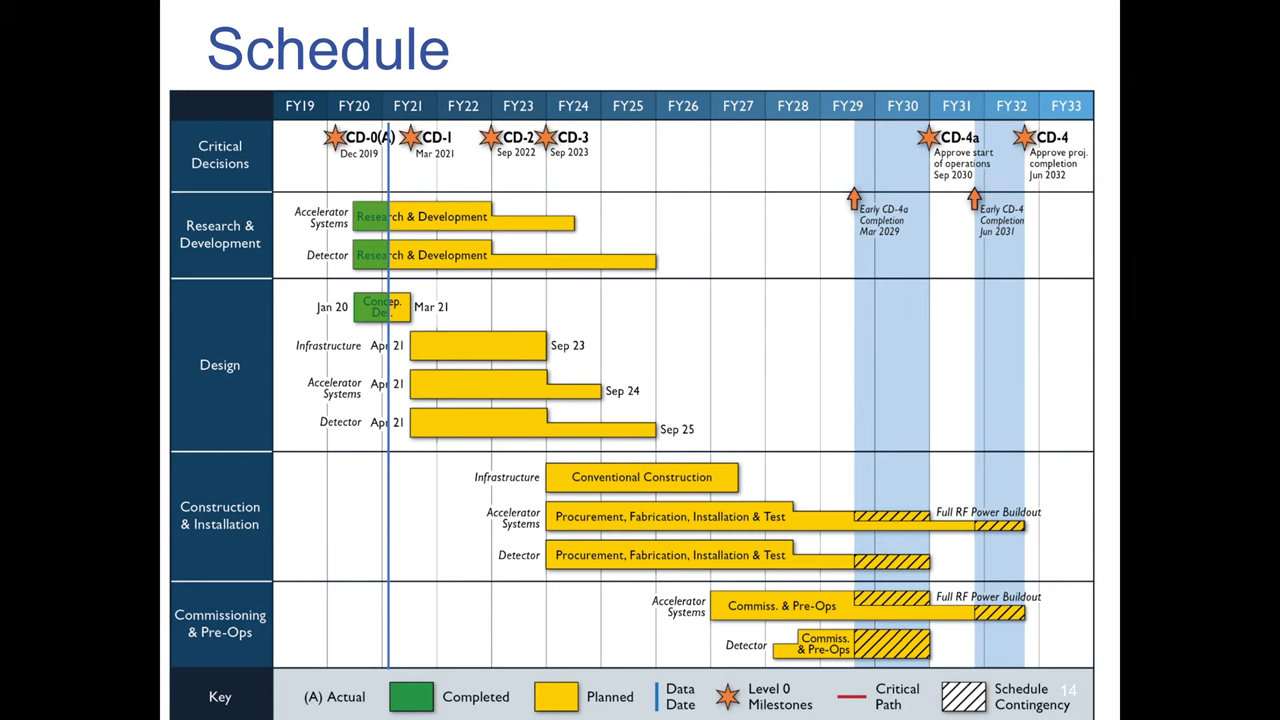 Schedule
FY19 FY20 FY21 FY22 FY23 FY24 FY25 FY26 FY27 FY28 FY29 FY30 FY31 FY32 FY33
Critical
Decisions
CD-0(A)
Dec 2019
CD-1
Mar 2021
CD-2
Sep 2022
CD-3
Sep 2023
CD-4a
Approve start
of operations
Sep 2030
CD-4
Approve proj.
completion
Jun 2032
Early CD-4a
Completion
Mar 2029
Early CD-4
Completion
Jun 2031
Research &
Development
Accelerator
Systems
Research & Development
Detector
Research & Development
Design
Jan 20
Concep.
Des.
Mar 21
Infrastructure Apr 21
Sep 23
Accelerator
Systems
Apr 21
Sep 24
Detector Apr 21
Sep 25
Construction
& Installation
Infrastructure
Conventional Construction
Accelerator
Systems
Procurement, Fabrication, Installation & Test
Full RF Power Buildout
Detector
Procurement, Fabrication, Installation & Test
Commissioning
& Pre-Ops
Accelerator
Systems
Commiss. & Pre-Ops
Full RF Power Buildout
Detector
Commiss.
& Pre-Ops
Key
(A) Actual
Completed
Planned
Data
Date
Level 0
Milestones
Critical
Path
Schedule
Contingency
14